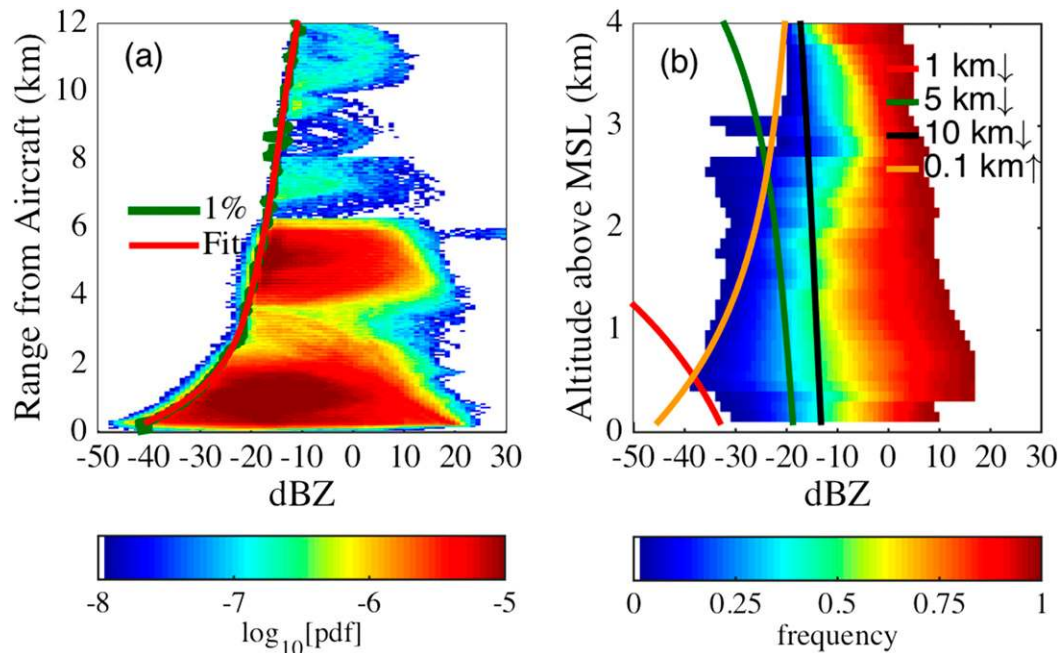 (a)
Range from Aircraft (km)
12
10
8
6
4
2
0
1%
Fit
-50 -40 -30 -20 -10 0 10 20 30
dBZ
-8 -7 -6 -5
log10[pdf]
(b)
Altitude above MSL (km)
4
3
2
1
0
1 km↓
5 km↓
10 km↓
0.1 km↑
-50 -40 -30 -20 -10 0 10 20 30
dBZ
0 0.25 0.5 0.75 1
frequency